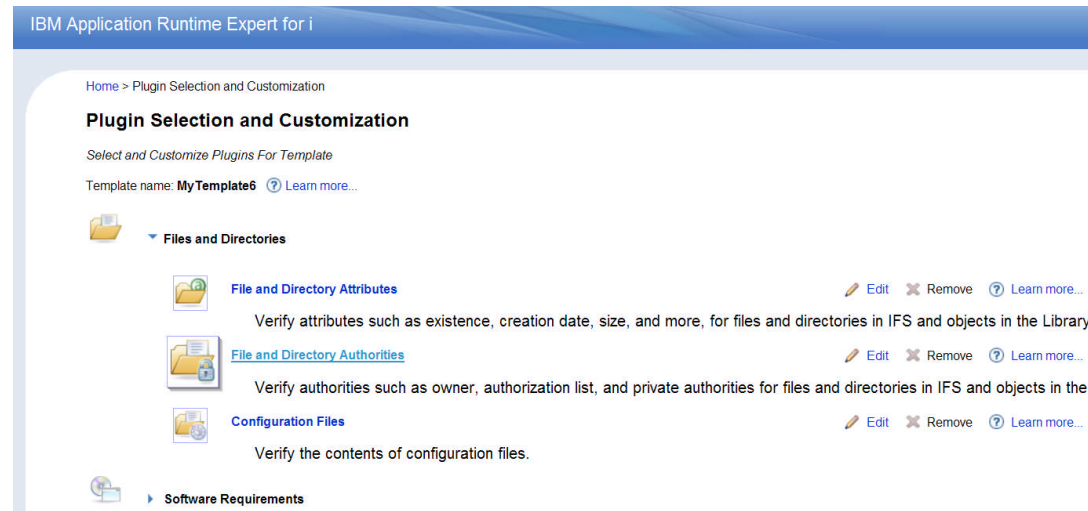 IBM Application Runtime Expert for i
Home > Plugin Selection and Customization
Plugin Selection and Customization
Select and Customize Plugins For Template
Template name: MyTemplate6 ? Learn more...
Files and Directories
File and Directory Attributes Edit Remove ? Learn more...
Verify attributes such as existence, creation date, size, and more, for files and directories in IFS and objects in the Library
File and Directory Authorities Edit Remove ? Learn more...
Verify authorities such as owner, authorization list, and private authorities for files and directories in IFS and objects in the
Configuration Files Edit Remove ? Learn more...
Verify the contents of configuration files.
Software Requirements